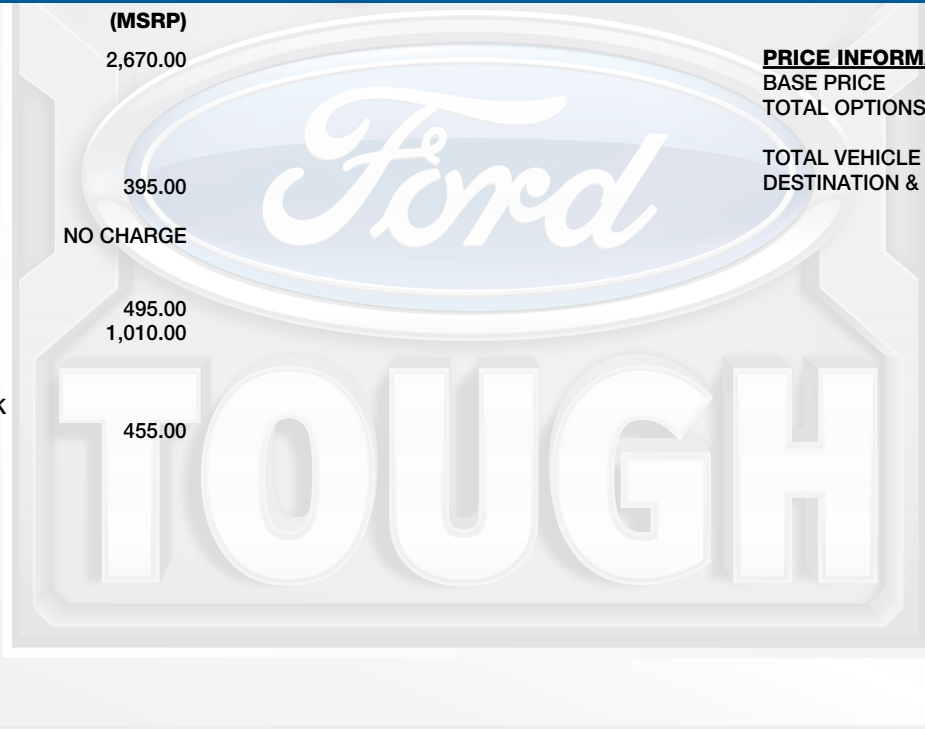 (MSRP)
2,670.00
395.00
NO CHARGE
495.00
1,010.00
K
455.00
PRICE INFORMA
BASE PRICE
TOTAL OPTIONS
TOTAL VEHICLE
DESTINATION &
Ford
TOUGH